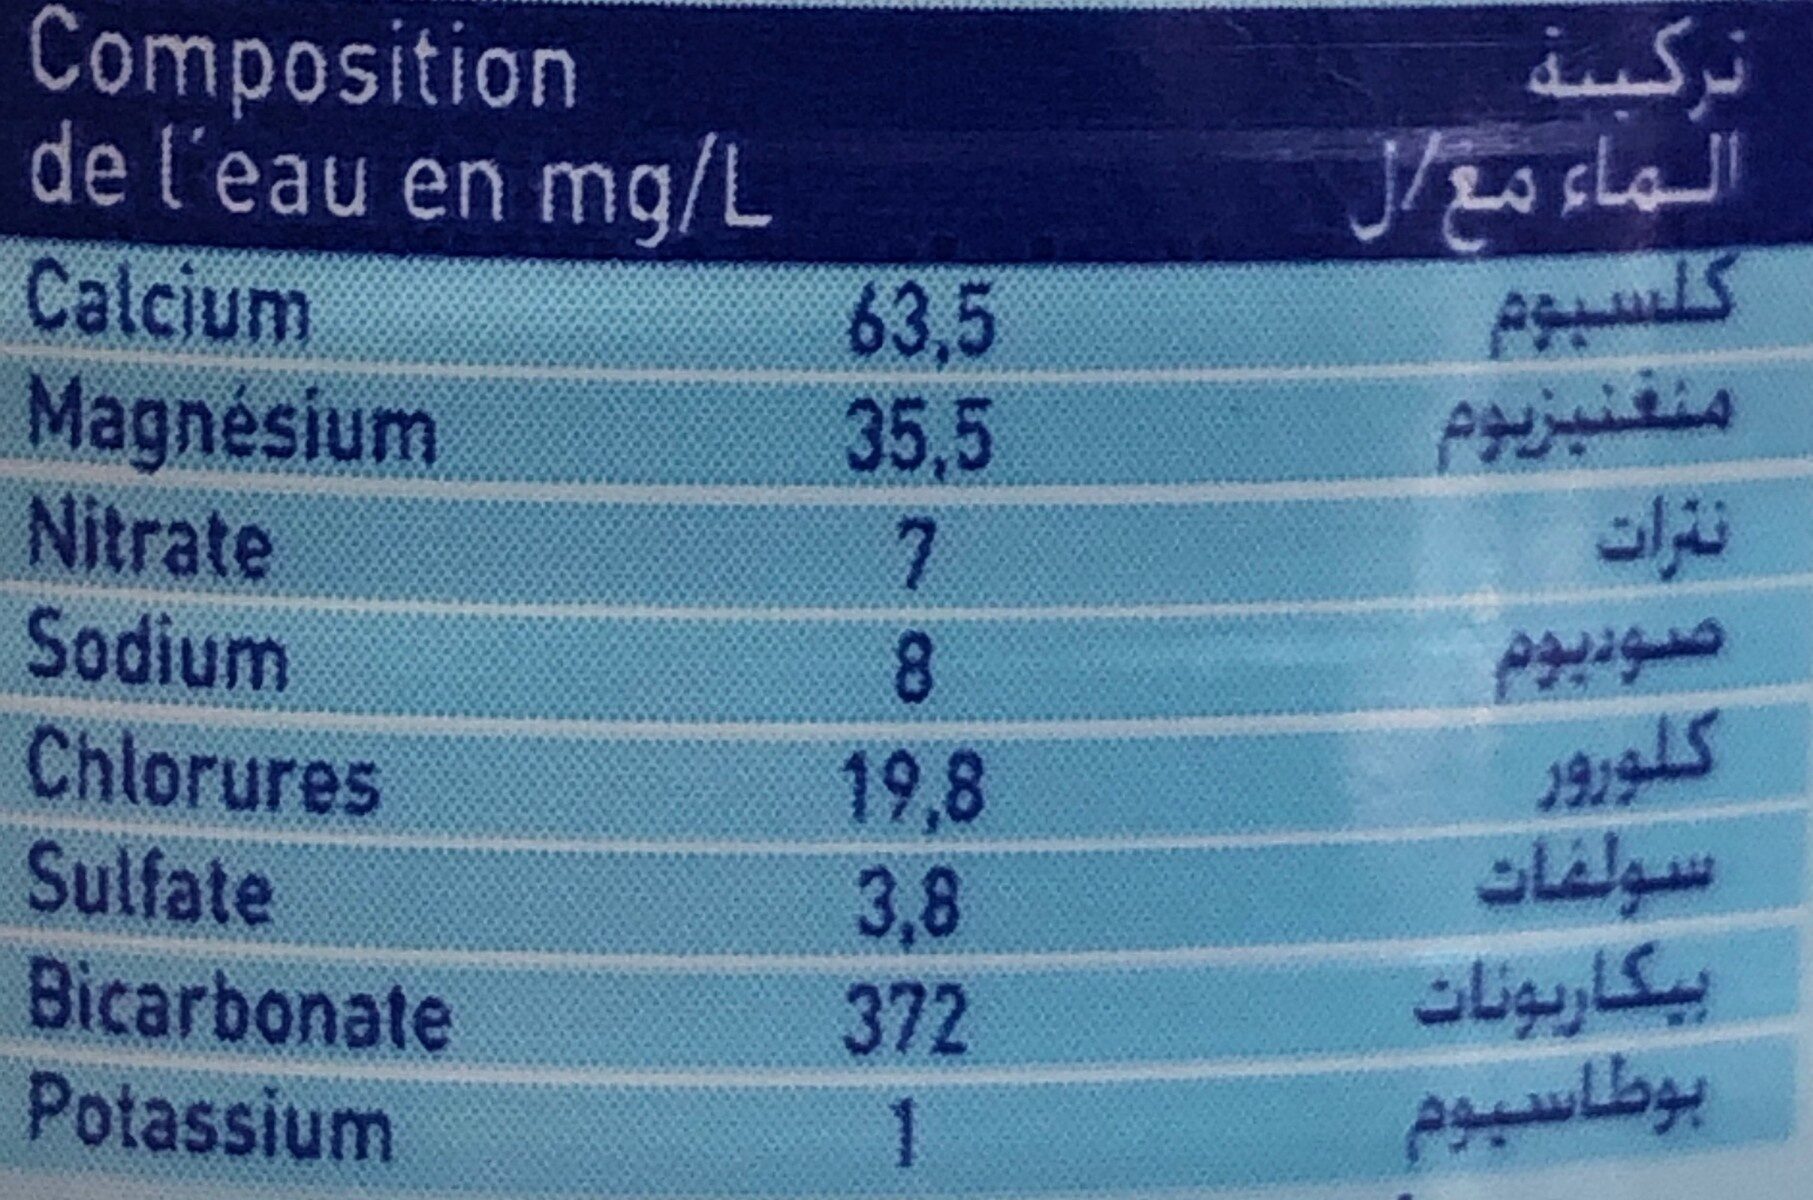 Composition تركيبة
de l'eau en mg/L الـماء مغ/ل
Calcium 63,5 كلسيوم
Magnésium 35,5 منغنيزيوم
Nitrate 7 نترات
Sodium 8 صوديوم
Chlorures 19,8 كلورور
Sulfate 3,8 سولفات
Bicarbonate 372 بيكاربونات
Potassium 1 بوطاسيوم